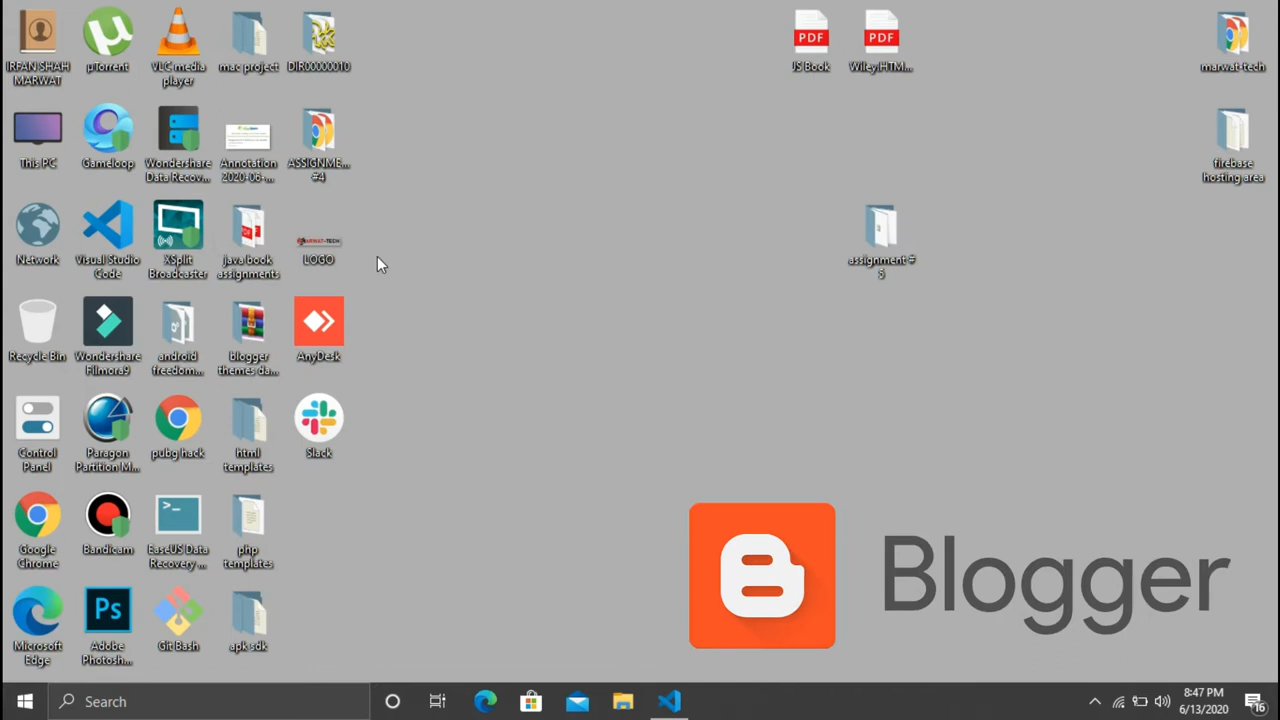 IRFAN SHAH
MARWAT
µTorrent
VLC media
player
mac project
DIR00000010
JS Book
Wiley|HTM...
marwat-tech
This PC
Gameloop
Wondershare
Data Recov...
Annotation
2020-06-...
ASSIGNME...
#4
firebase
hosting area
Network
Visual Studio
Code
XSplit
Broadcaster
java book
assignments
LOGO
assignment #
5
Recycle Bin
Wondershare
Filmora9
android
freedom...
blogger
themes da...
AnyDesk
Control
Panel
Paragon
Partition M...
pubg hack
html
templates
Slack
Google
Chrome
Bandicam
EaseUS Data
Recovery ...
php
templates
Microsoft
Edge
Ps
Adobe
Photosh...
Git Bash
apk sdk
PDF
PDF
Blogger
Search
8:47 PM
6/13/2020
16